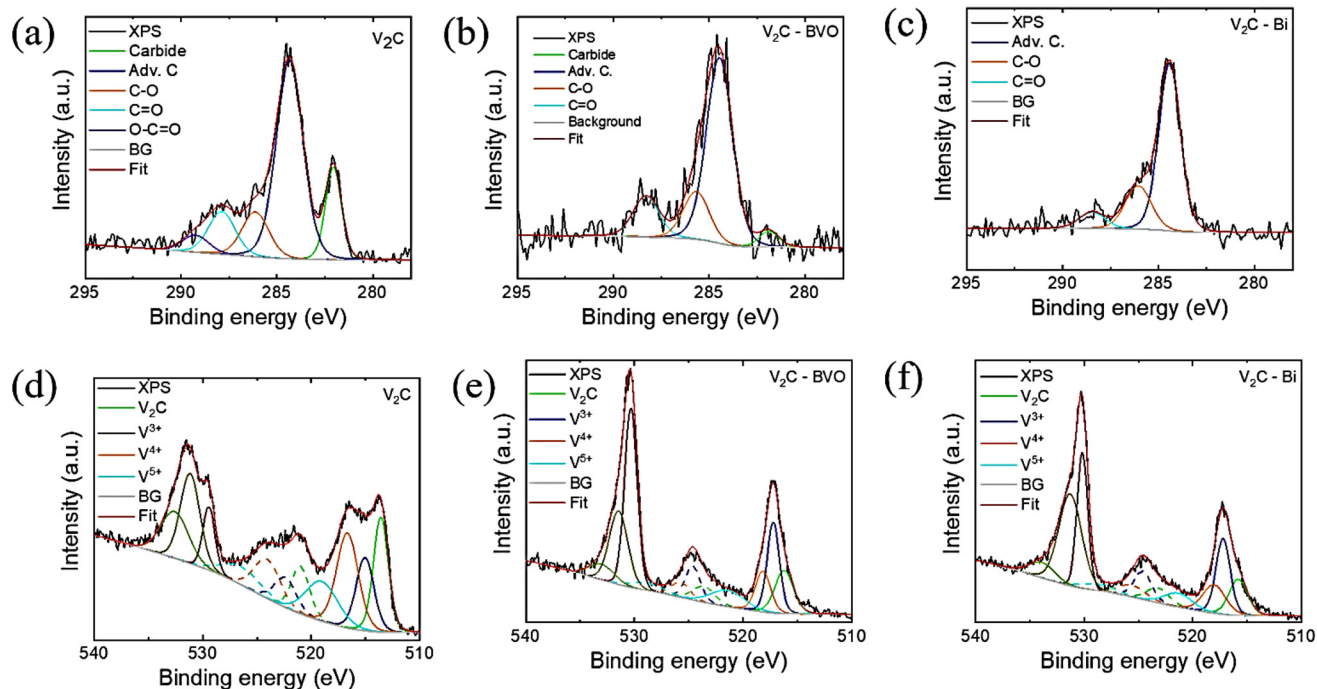 (a)
XPS
Carbide
Adv. C
C-O
C=O
O-C=O
BG
Fit
V₂C
Intensity (a.u.)
295 290 285 280
Binding energy (eV)
(b)
XPS
Carbide
Adv. C.
C-O
C=O
Background
Fit
V₂C - BVO
Intensity (a.u.)
295 290 285 280
Binding energy (eV)
(c)
XPS
Adv. C.
C-O
C=O
BG
Fit
V₂C - Bi
Intensity (a.u.)
295 290 285 280
Binding energy (eV)
(d)
XPS
V₂C
V³⁺
V⁴⁺
V⁵⁺
BG
Fit
V₂C
Intensity (a.u.)
540 530 520 510
Binding energy (eV)
(e)
XPS
V₂C
V³⁺
V⁴⁺
V⁵⁺
BG
Fit
V₂C - BVO
Intensity (a.u.)
540 530 520 510
Binding energy (eV)
(f)
XPS
V₂C
V³⁺
V⁴⁺
V⁵⁺
BG
Fit
V₂C - Bi
Intensity (a.u.)
540 530 520 510
Binding energy (eV)